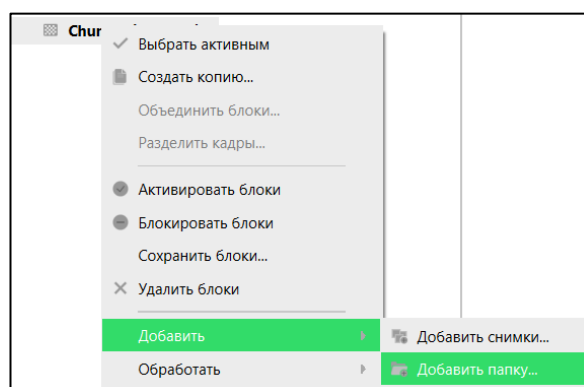 Выбрать активным
Создать копию...
Объединить блоки...
Разделить кадры...
Активировать блоки
Блокировать блоки
Сохранить блоки...
Удалить блоки
Добавить
Добавить снимки...
Обработать
Добавить папку...